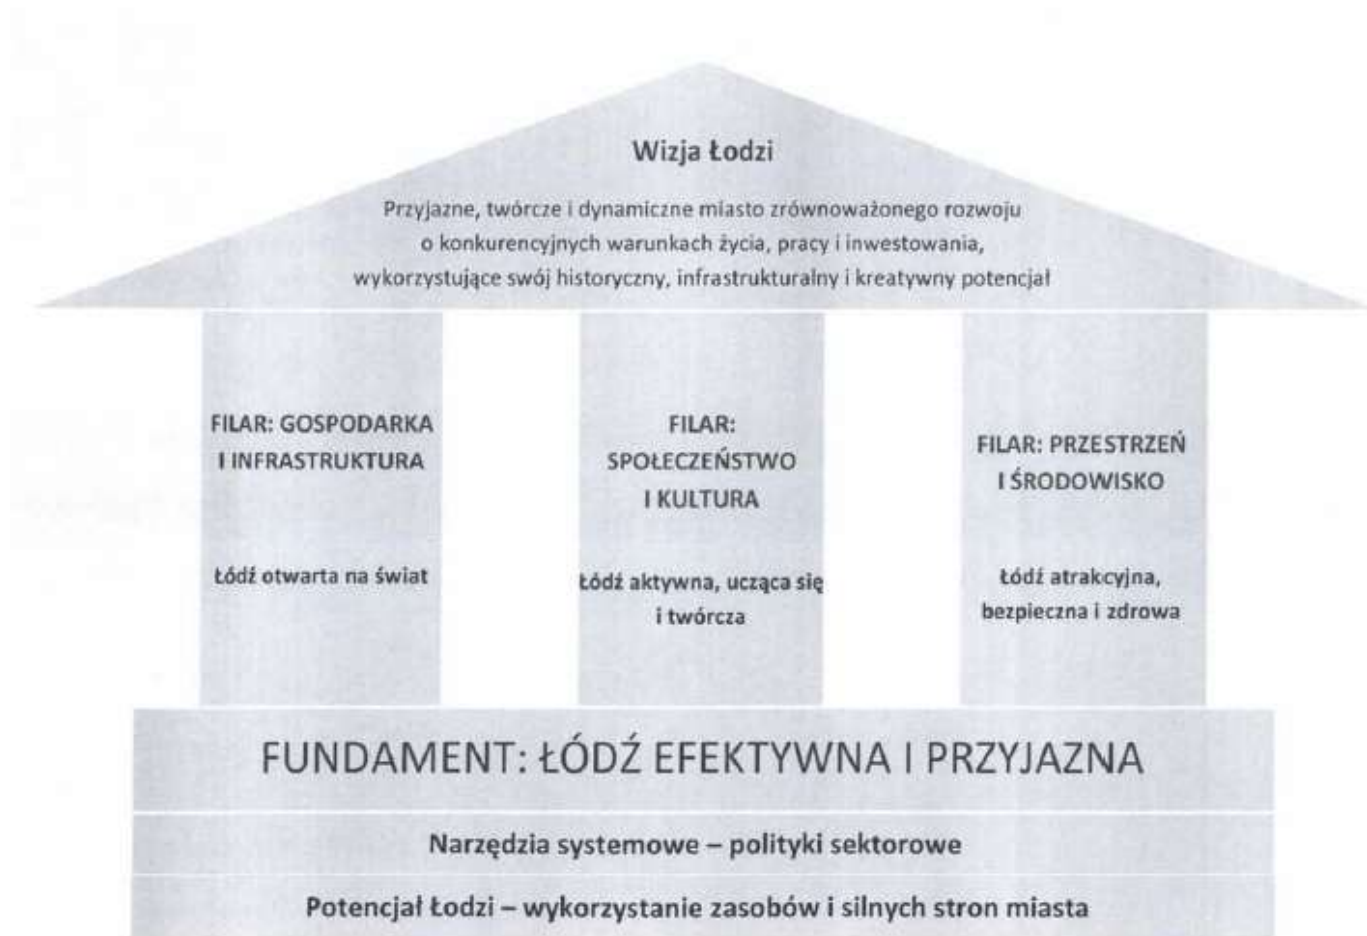 Wizja Łodzi
Przyjazne, twórcze i dynamiczne miasto zrównoważonego rozwoju
o konkurencyjnych warunkach życia, pracy i inwestowania,
wykorzystujące swój historyczny, infrastrukturalny i kreatywny potencjał
FILAR: GOSPODARKA
I INFRASTRUKTURA
Łódź otwarta na świat
FILAR:
SPOŁECZEŃSTWO
I KULTURA
Łódź aktywna, ucząca się
i twórcza
FILAR: PRZESTRZEŃ
I ŚRODOWISKO
Łódź atrakcyjna,
bezpieczna i zdrowa
FUNDAMENT: ŁÓDŹ EFEKTYWNA I PRZYJAZNA
Narzędzia systemowe – polityki sektorowe
Potencjał Łodzi – wykorzystanie zasobów i silnych stron miasta